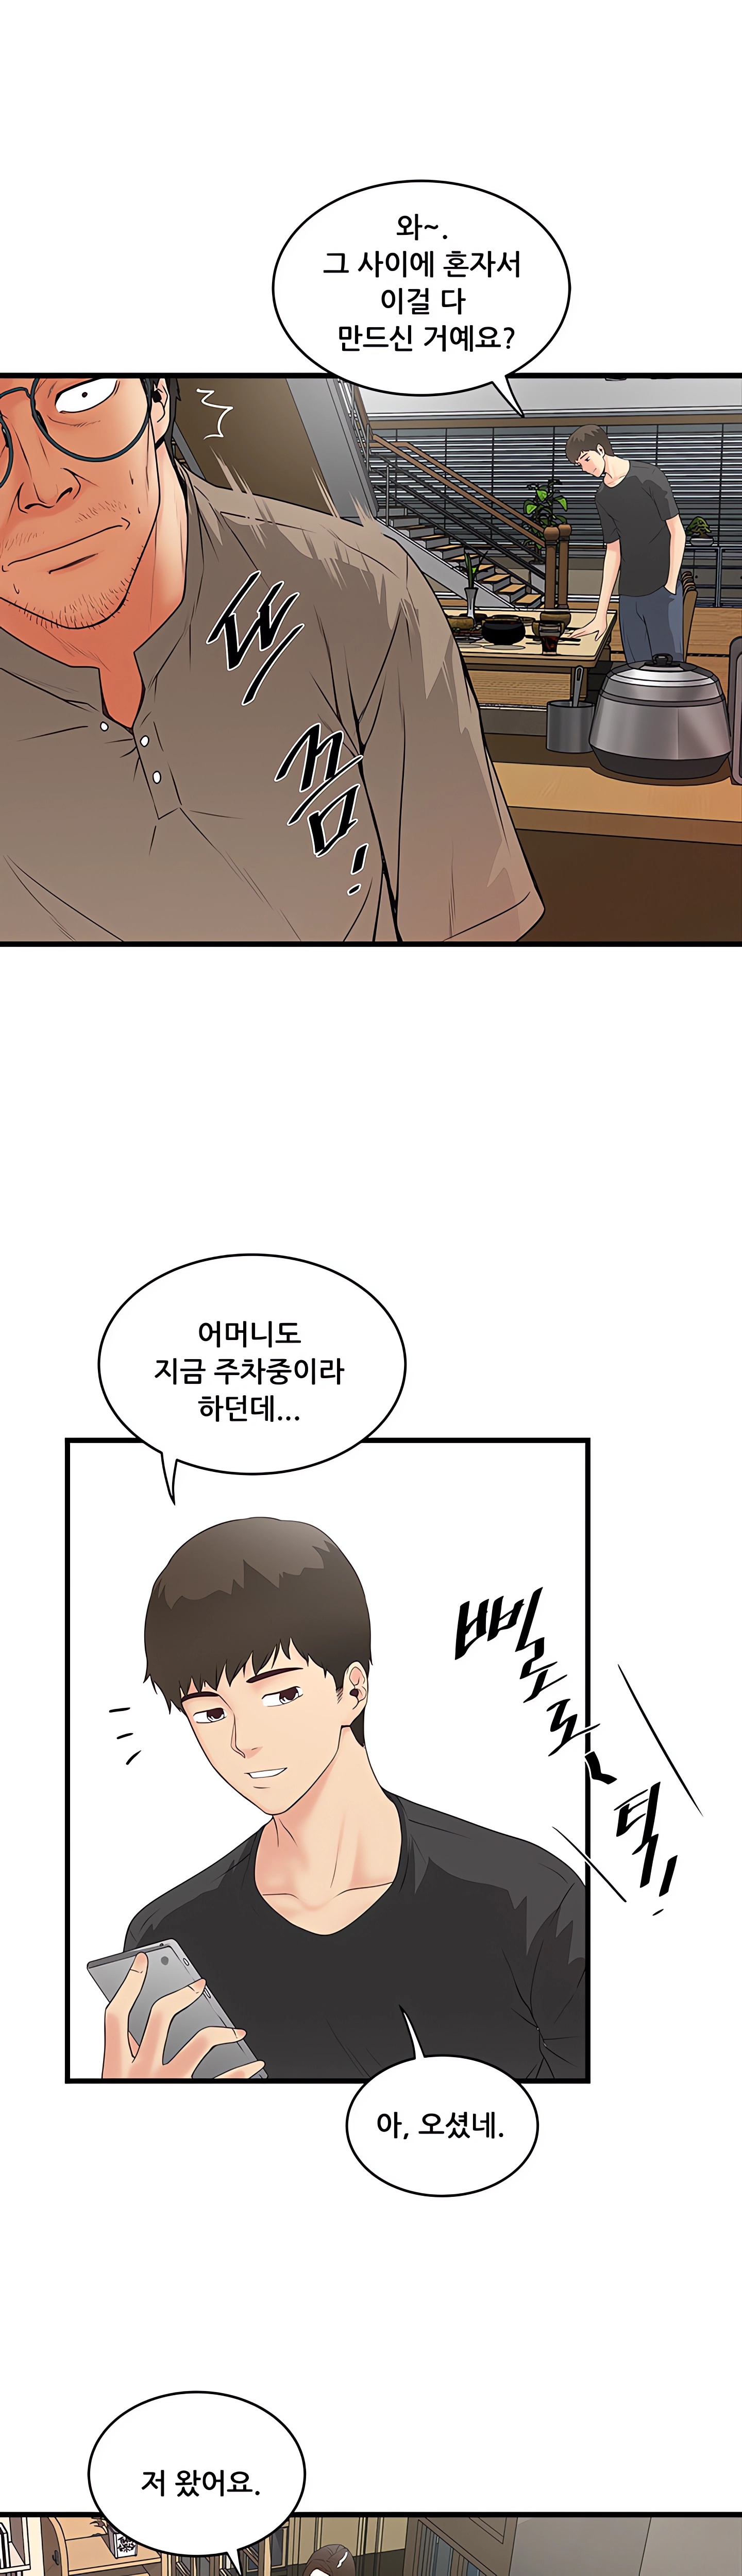 와~.
그 사이에 혼자서
이걸 다
만드신 거예요?
뜨
끔!
어머니도
지금 주차중이라
하던데...
삐로록
틱!
아, 오셨네.
저 왔어요.